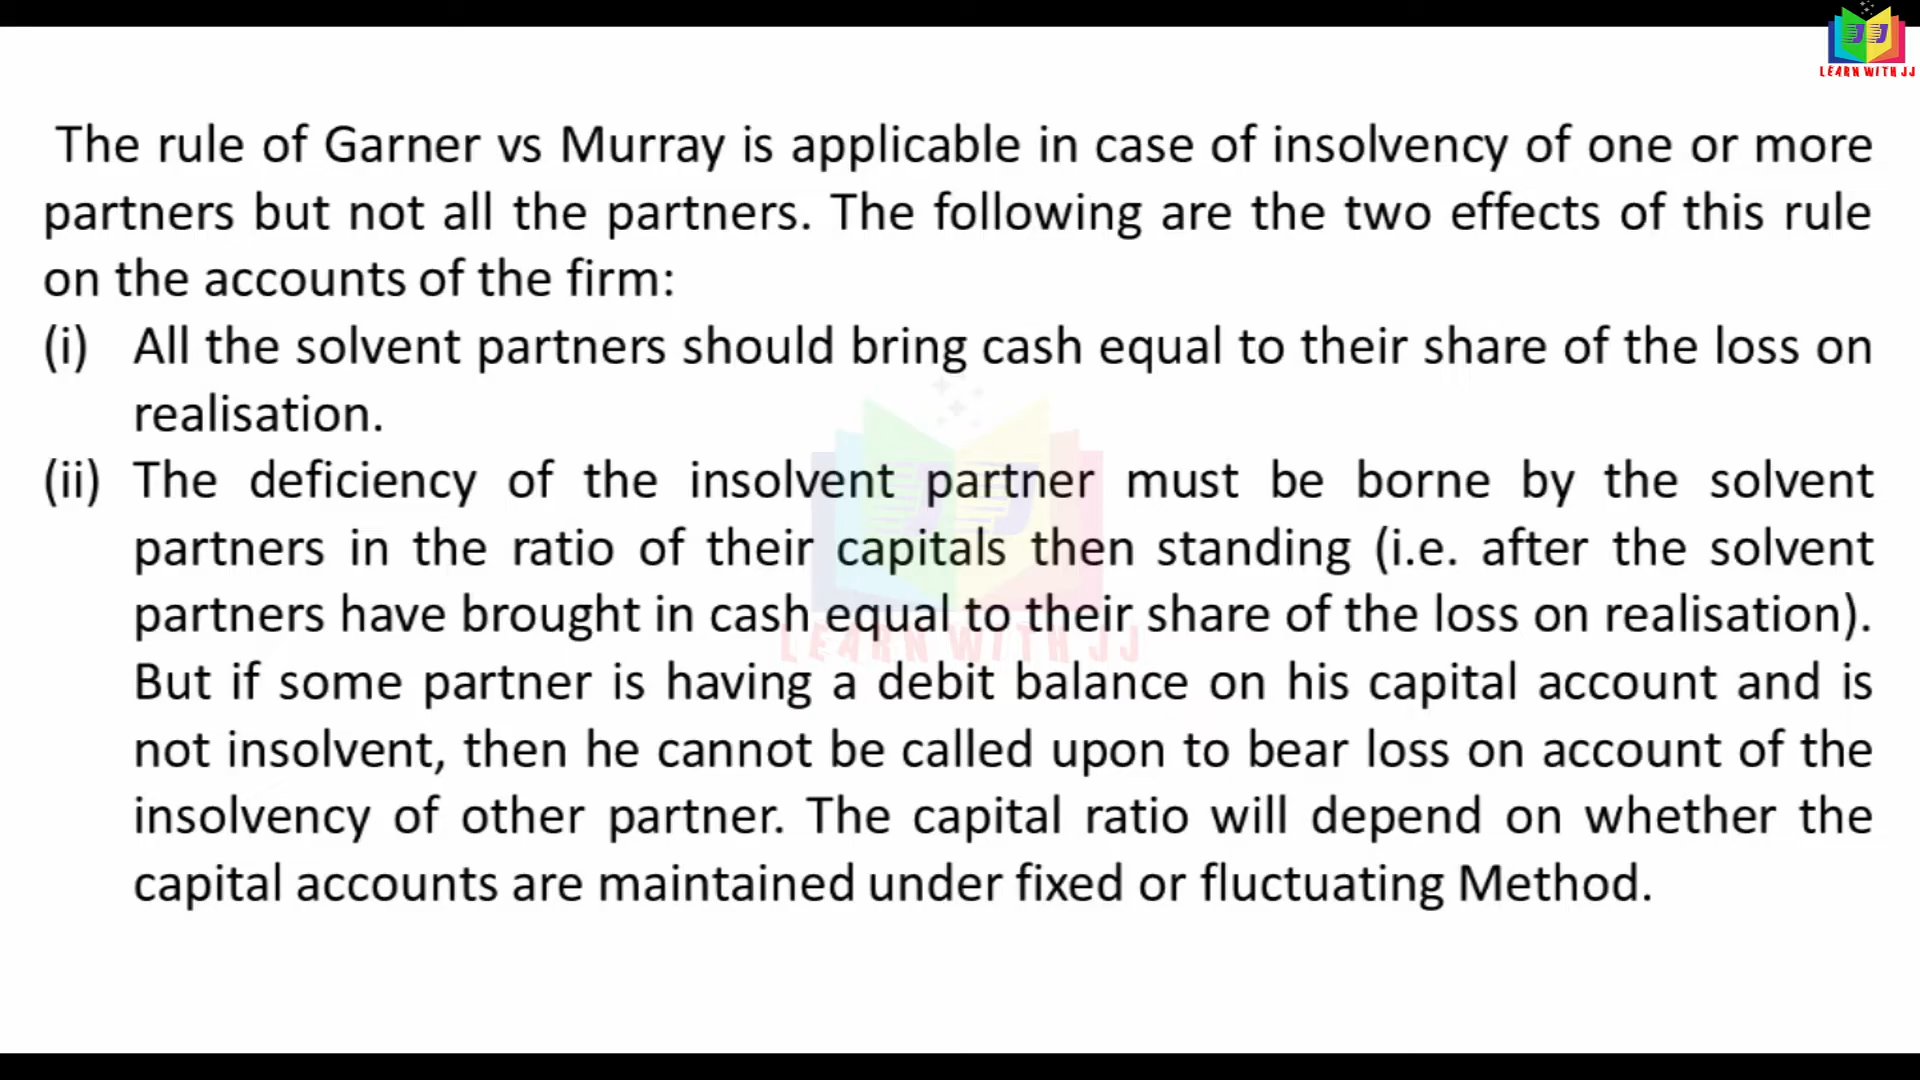 LEARN WITH JJ
The rule of Garner vs Murray is applicable in case of insolvency of one or more
partners but not all the partners. The following are the two effects of this rule
on the accounts of the firm:
(i) All the solvent partners should bring cash equal to their share of the loss on
realisation.
(ii) The deficiency of the insolvent partner must be borne by the solvent
partners in the ratio of their capitals then standing (i.e. after the solvent
partners have brought in cash equal to their share of the loss on realisation).
LEARN WITH JJ
But if some partner is having a debit balance on his capital account and is
not insolvent, then he cannot be called upon to bear loss on account of the
insolvency of other partner. The capital ratio will depend on whether the
capital accounts are maintained under fixed or fluctuating Method.